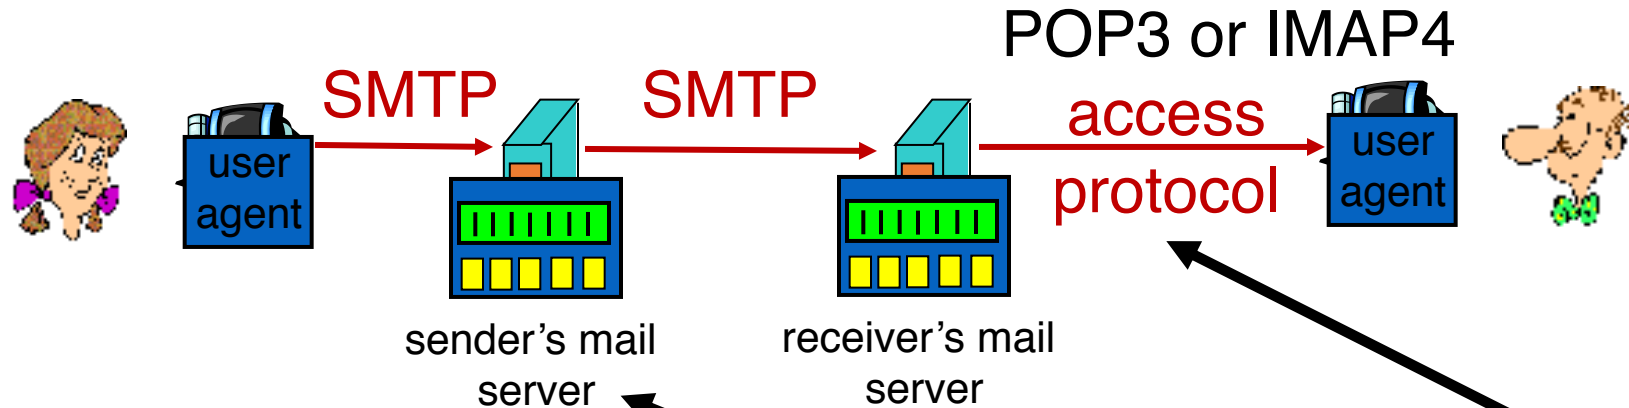 POP3 or IMAP4
SMTP
SMTP
access
protocol
user
agent
user
agent
sender’s mail
server
receiver’s mail
server